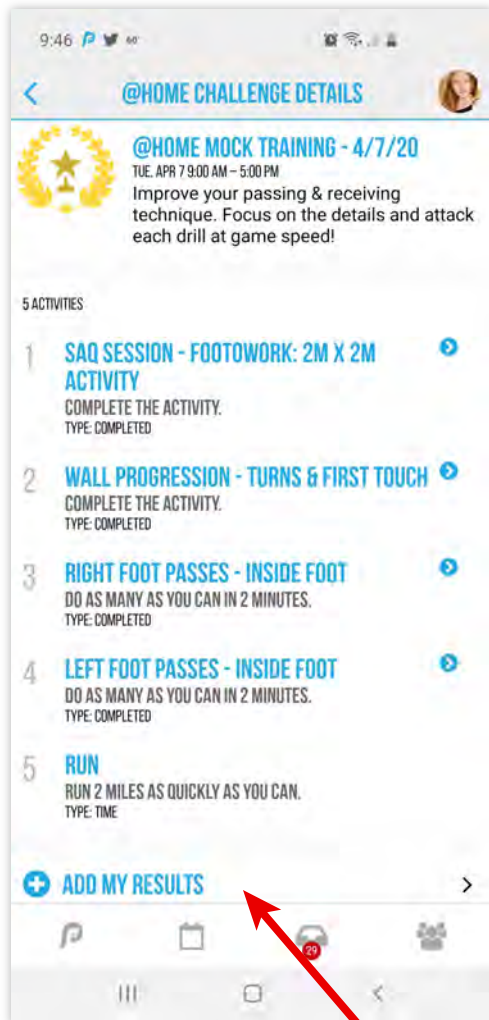 9:46
@HOME CHALLENGE DETAILS
@HOME MOCK TRAINING - 4/7/20
TUE. APR 7 9:00 AM – 5:00 PM
Improve your passing & receiving
technique. Focus on the details and attack
each drill at game speed!
5 ACTIVITIES
1 SAQ SESSION - FOOTOWORK: 2M X 2M
ACTIVITY
COMPLETE THE ACTIVITY.
TYPE: COMPLETED
2 WALL PROGRESSION - TURNS & FIRST TOUCH
COMPLETE THE ACTIVITY.
TYPE: COMPLETED
3 RIGHT FOOT PASSES - INSIDE FOOT
DO AS MANY AS YOU CAN IN 2 MINUTES.
TYPE: COMPLETED
4 LEFT FOOT PASSES - INSIDE FOOT
DO AS MANY AS YOU CAN IN 2 MINUTES.
TYPE: COMPLETED
5 RUN
RUN 2 MILES AS QUICKLY AS YOU CAN.
TYPE: TIME
ADD MY RESULTS
29